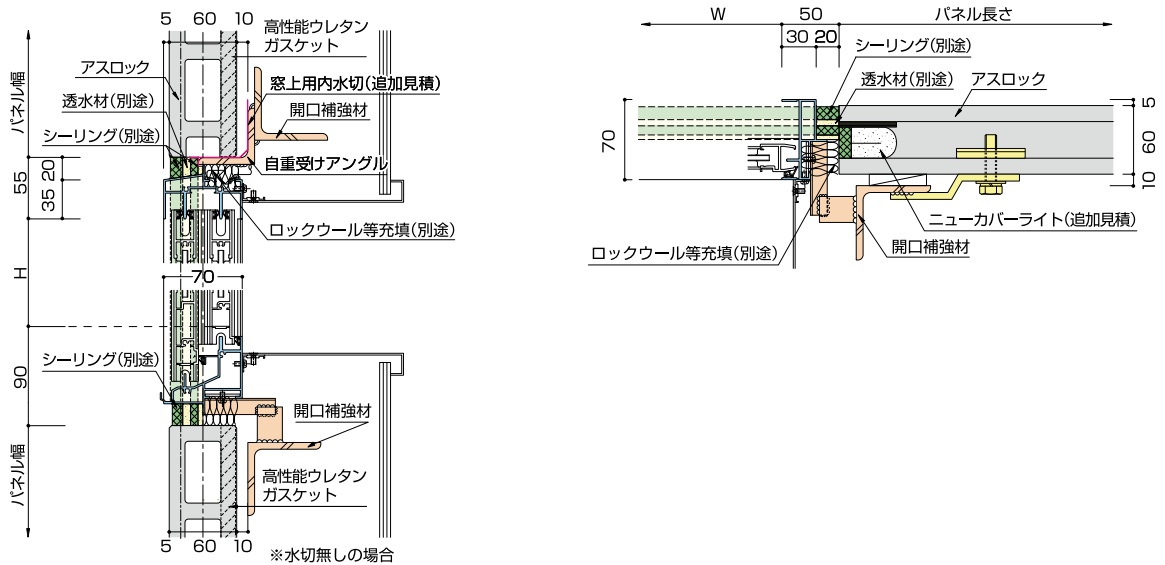 5 60 10
高性能ウレタン
ガスケット
アスロック
窓上用内水切(追加見積)
透水材(別途)
開口補強材
シーリング(別途)
自重受けアングル
パネル幅
20
55
35
ロックウール等充填(別途)
H
70
シーリング(別途)
90
開口補強材
パネル幅
高性能ウレタン
ガスケット
5 60 10
※水切無しの場合
W 50 パネル長さ
30 20
シーリング(別途)
透水材(別途)
アスロック
5
70
60
10
ニューカバーライト(追加見積)
ロックウール等充填(別途)
開口補強材